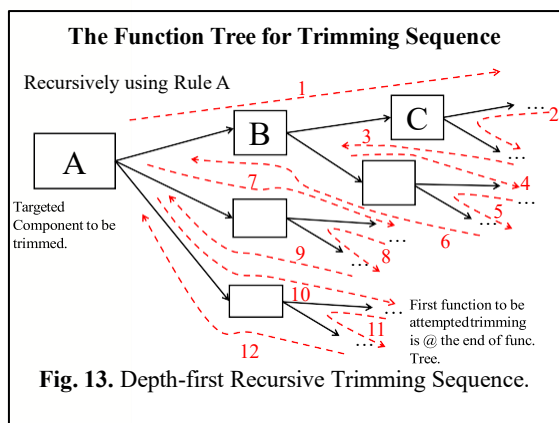 The Function Tree for Trimming Sequence
Recursively using Rule A
1
A
B
C
...
2
...
3
4
...
5
...
6
7
...
8
...
9
10
...
11
...
12
Targeted
Component to be
trimmed.
First function to be
attemptedtrimming
is @ the end of func.
Tree.
Fig. 13. Depth-first Recursive Trimming Sequence.